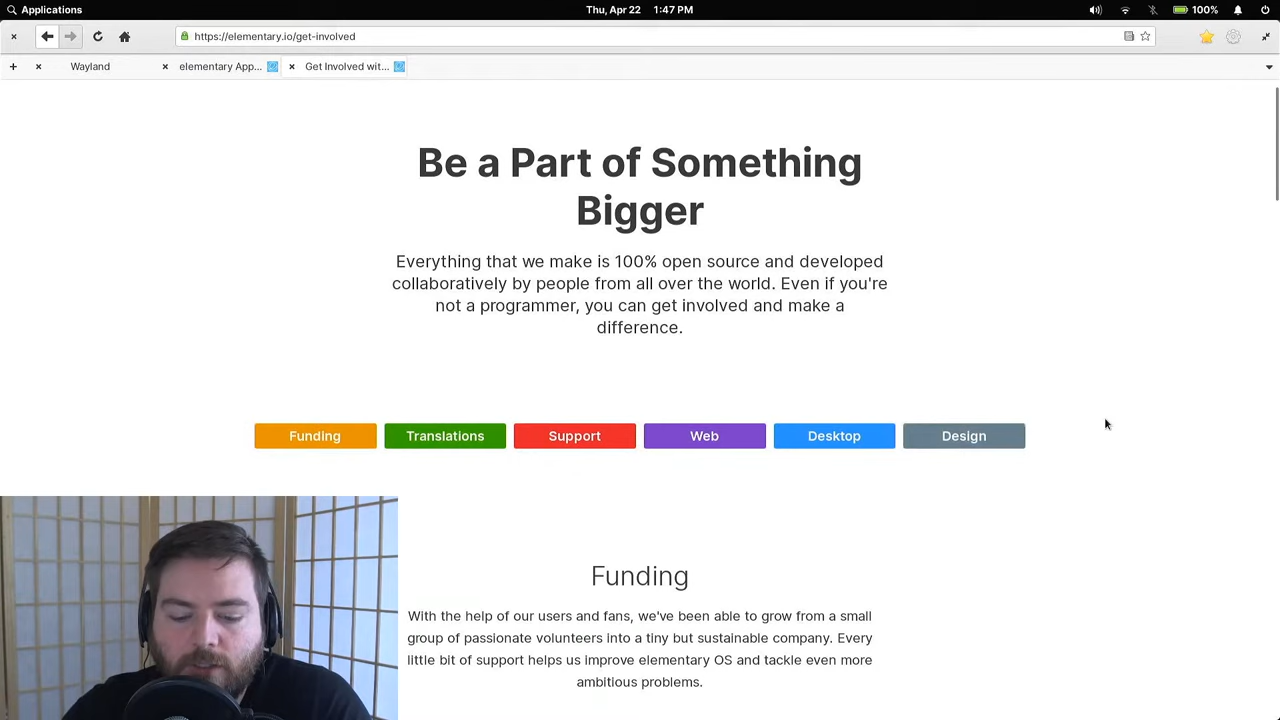 Applications
Thu, Apr 22 1:47 PM
100%
https://elementary.io/get-involved
Wayland
elementary App...
Get Involved wit...
Be a Part of Something
Bigger
Everything that we make is 100% open source and developed
collaboratively by people from all over the world. Even if you're
not a programmer, you can get involved and make a
difference.
Funding
Translations
Support
Web
Desktop
Design
Funding
With the help of our users and fans, we've been able to grow from a small
group of passionate volunteers into a tiny but sustainable company. Every
little bit of support helps us improve elementary OS and tackle even more
ambitious problems.